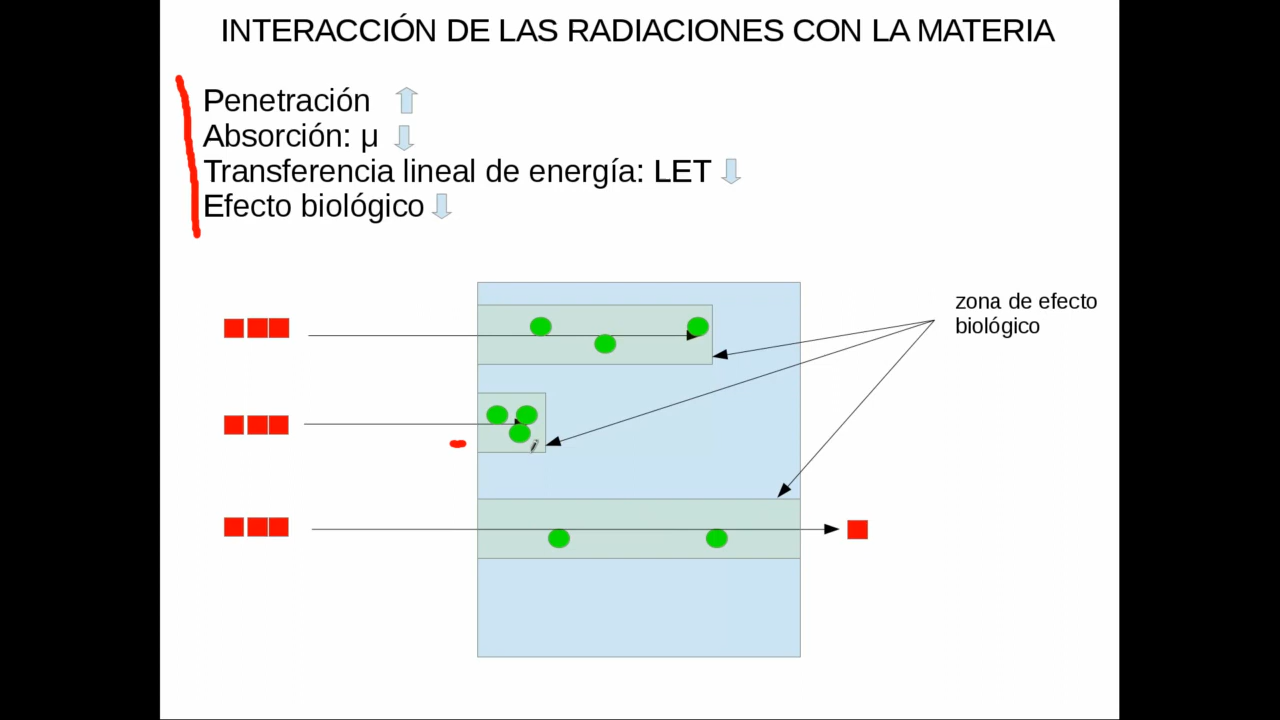 INTERACCIÓN DE LAS RADIACIONES CON LA MATERIA
Penetración
Absorción: μ
Transferencia lineal de energía: LET
Efecto biológico
zona de efecto
biológico